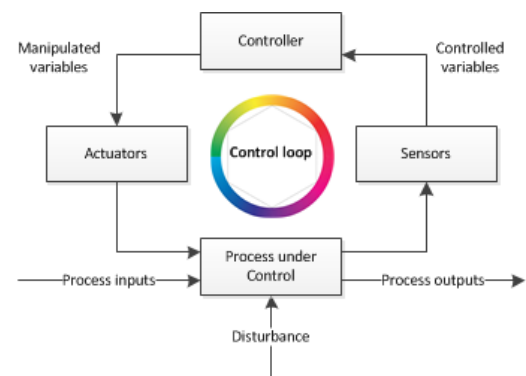 Manipulated
variables
Controller
Controlled
variables
Actuators
Control loop
Sensors
Process inputs
Process under
Control
Process outputs
Disturbance